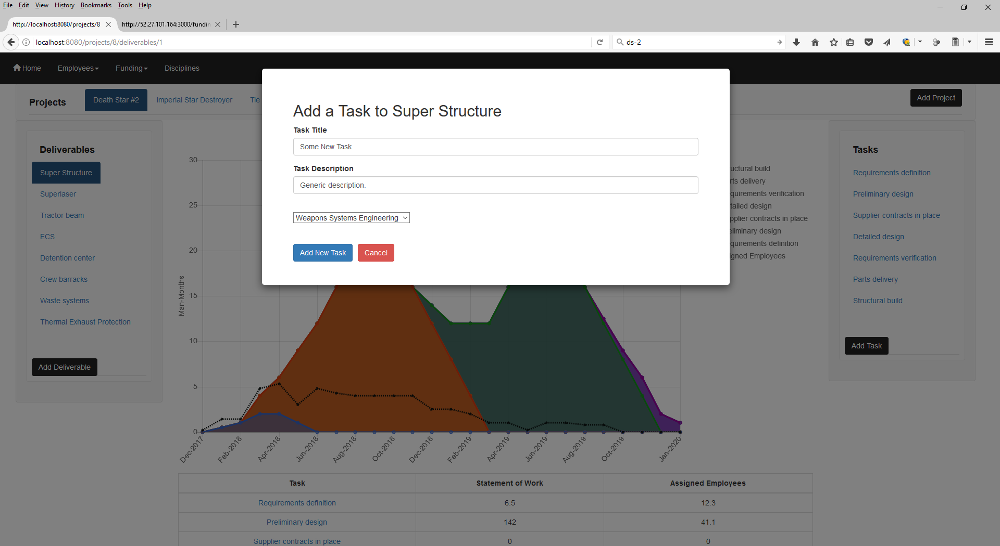 File Edit View History Bookmarks Tools Help
http://localhost:8080/projects/8 http://52.27.101.164:3000/fundin
localhost:8080/projects/8/deliverables/1 ds-2
Home Employees Funding Disciplines
Projects Death Star #2 Imperial Star Destroyer Tie Add Project
Add a Task to Super Structure
Task Title
Some New Task
Task Description
Generic description.
Weapons Systems Engineering
Add New Task Cancel
Deliverables
Super Structure
Superlaser
Tractor beam
ECS
Detention center
Crew barracks
Waste systems
Thermal Exhaust Protection
Add Deliverable
Man-Months
30
25
20
15
10
5
0
Dec-2017 Feb-2018 Apr-2018 Jun-2018 Aug-2018 Oct-2018 Dec-2018 Feb-2019 Apr-2019 Jun-2019 Aug-2019 Oct-2019 Jan-2020
uctural build
rts delivery
quirements verification
tailed design
pplier contracts in place
eliminary design
quirements definition
igned Employees
Tasks
Requirements definition
Preliminary design
Supplier contracts in place
Detailed design
Requirements verification
Parts delivery
Structural build
Add Task
Task Statement of Work Assigned Employees
Requirements definition 6.5 12.3
Preliminary design 142 41.1
Supplier contracts in place 0 0